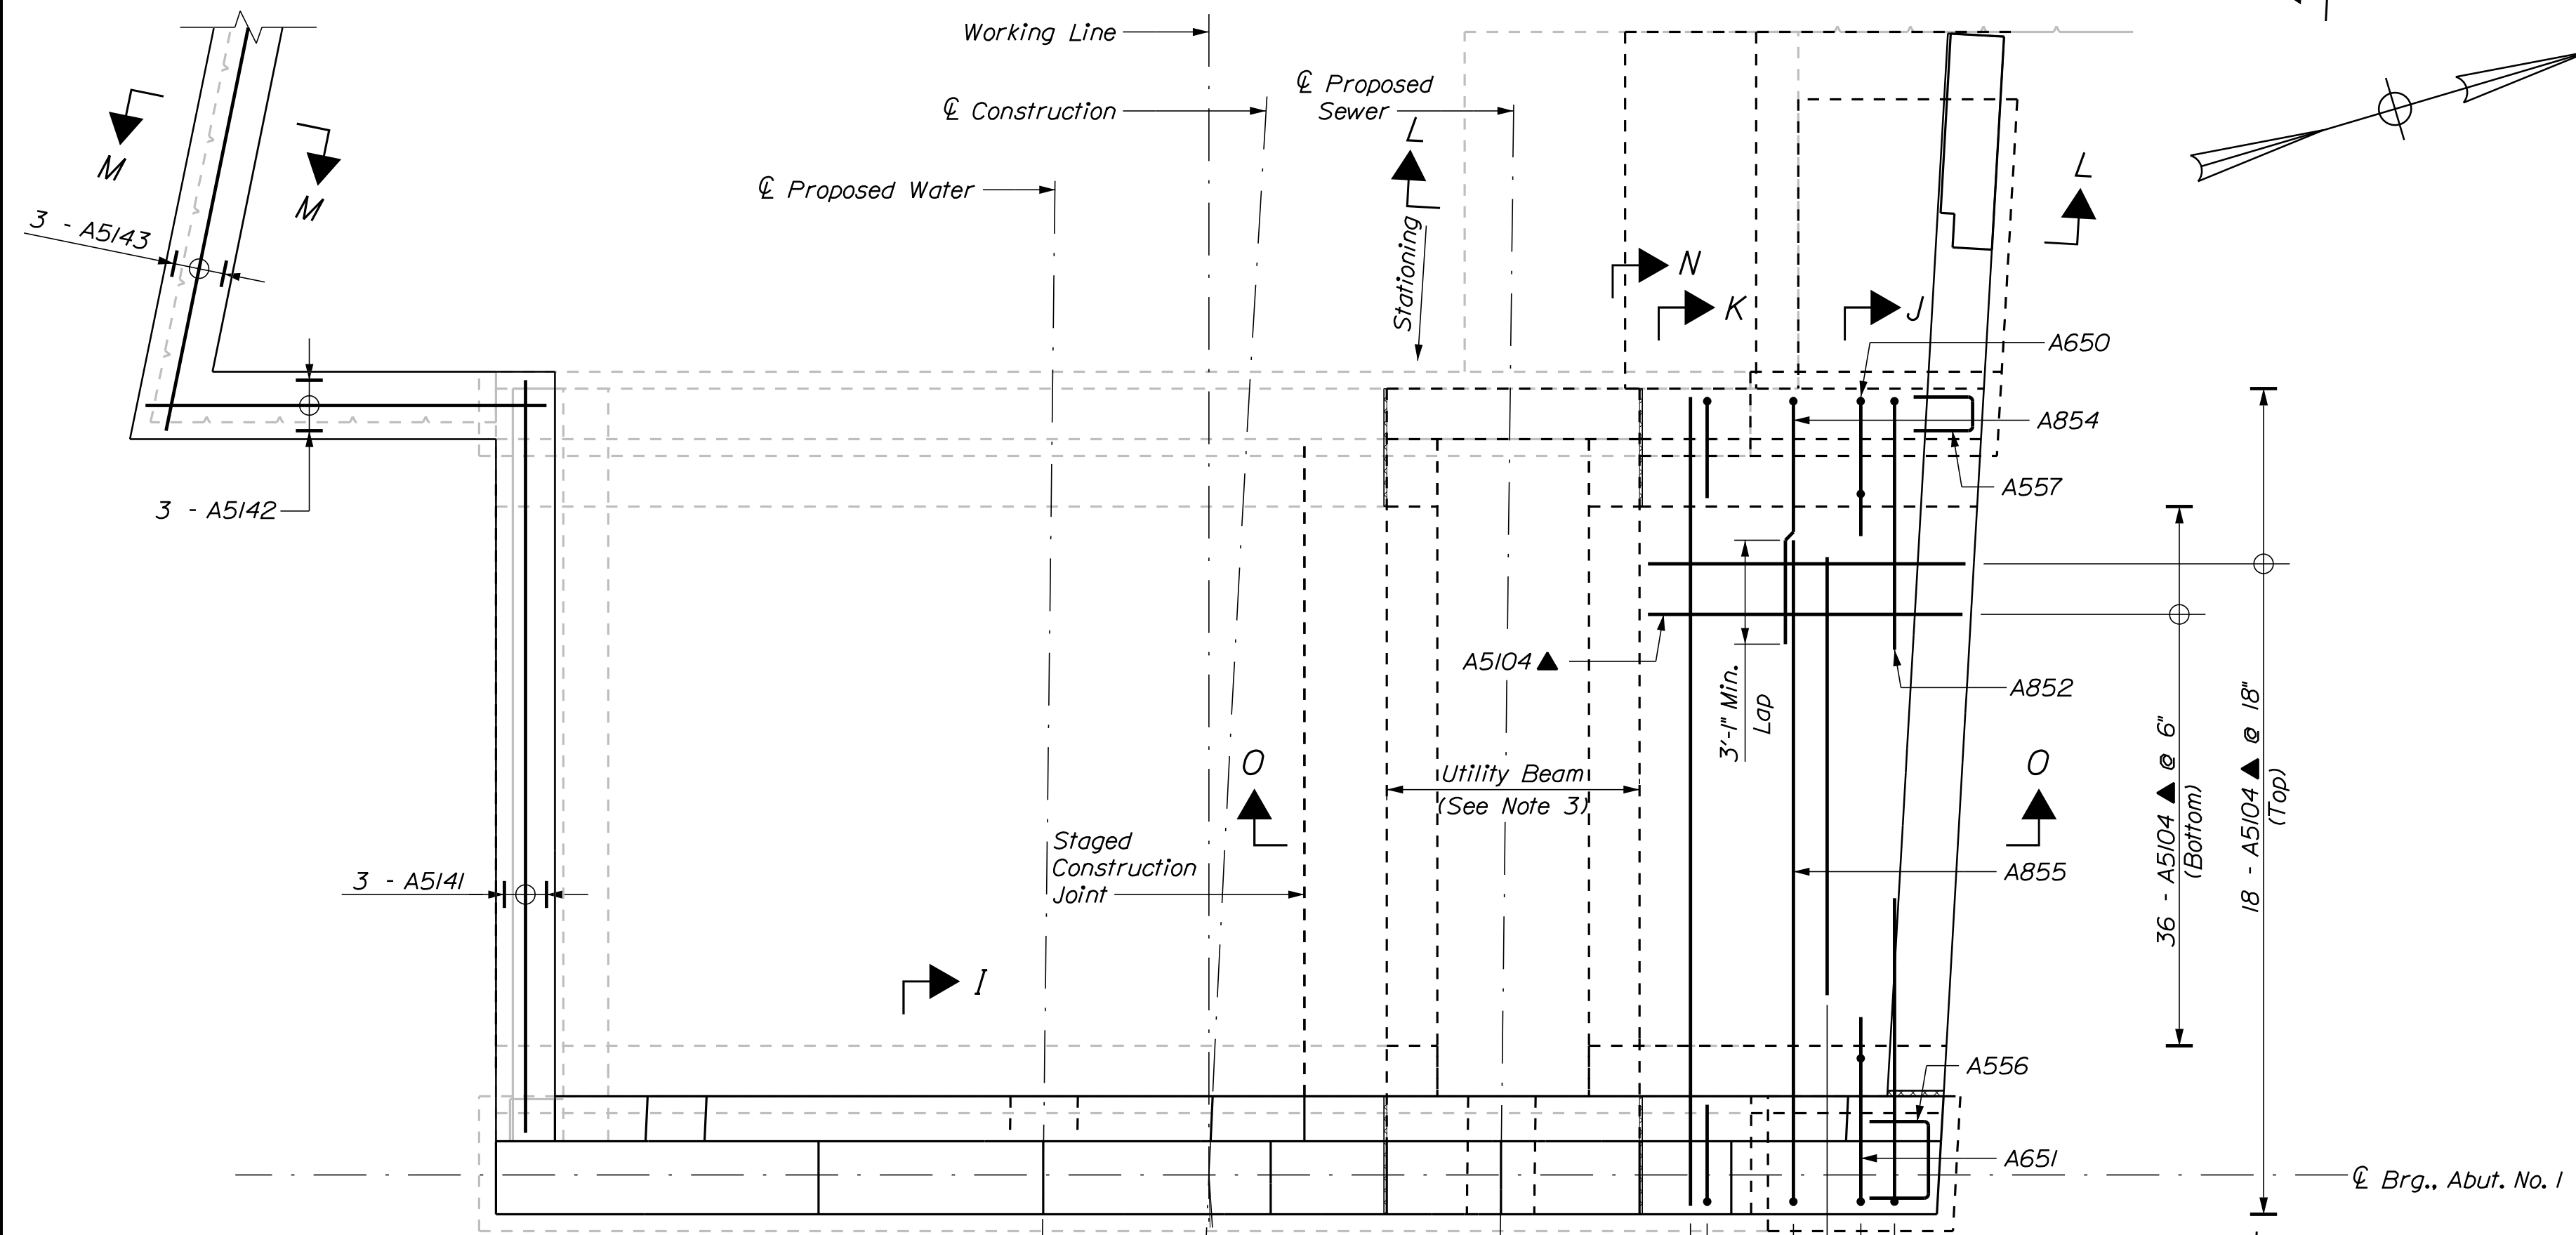 Working Line
℄ Construction
℄ Proposed
Sewer
℄ Proposed Water
L
L
M
M
3 - A5143
Stationing
N
K
J
A650
A854
A557
3 - A5142
A5104▲
3'-1" Min.
Lap
A852
36 - A5104▲ @ 6"
(Bottom)
18 - A5104▲ @ 18"
(Top)
O
O
Utility Beam
(See Note 3)
Staged
Construction
Joint
A855
3 - A5141
I
A556
A651
℄ Brg., Abut. No. 1